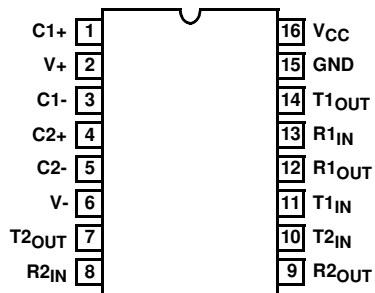 C1+ 1 16 VCC
V+ 2 15 GND
C1- 3 14 T1OUT
C2+ 4 13 R1IN
C2- 5 12 R1OUT
V- 6 11 T1IN
T2OUT 7 10 T2IN
R2IN 8 9 R2OUT